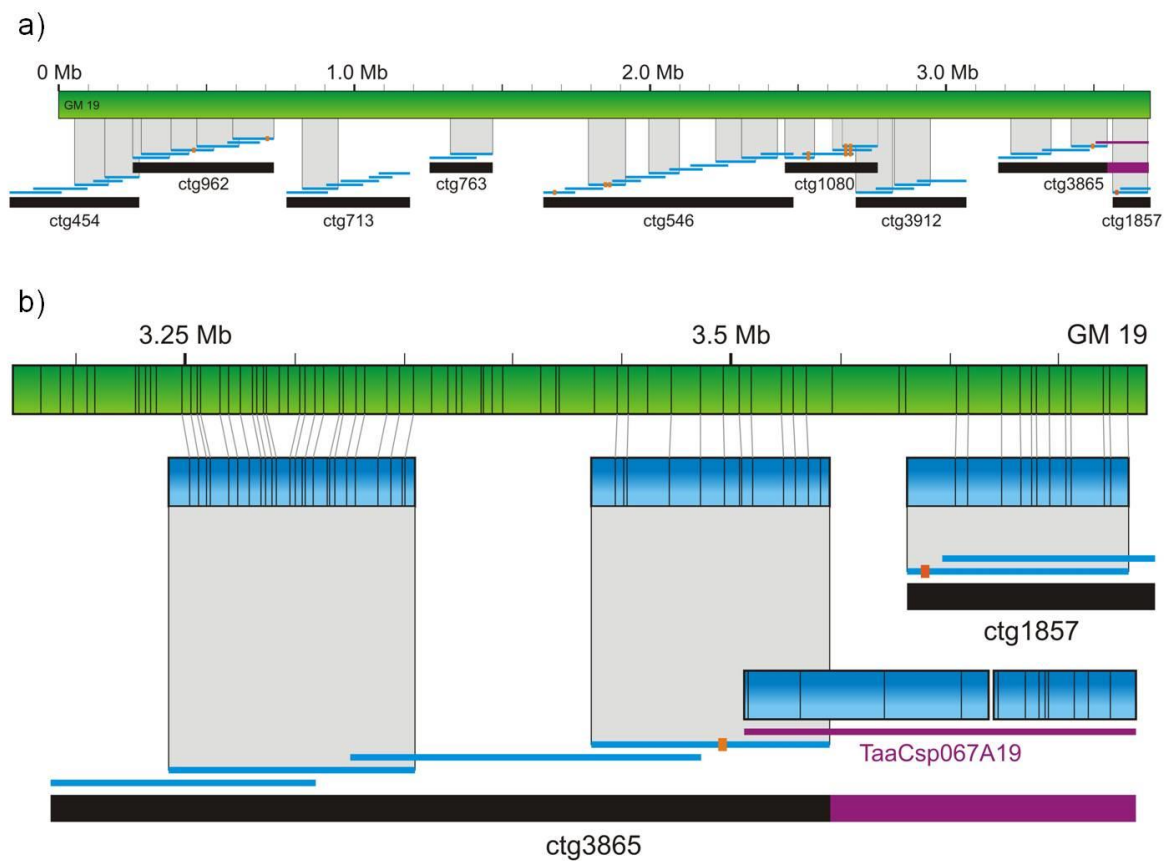 a)
0 Mb 1.0 Mb 2.0 Mb 3.0 Mb
GM 19
ctg962 ctg763 ctg1080 ctg3865
ctg454 ctg713 ctg546 ctg3912 ctg1857
b)
3.25 Mb 3.5 Mb GM 19
ctg1857
TaaCsp067A19
ctg3865